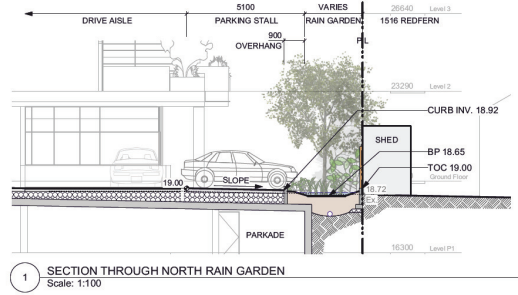 5100
VARIES
26640 Level 3
DRIVE AISLE
PARKING STALL
RAIN GARDEN
1516 REDFERN
900
OVERHANG
PL
23290 Level 2
CURB INV. 18.92
SHED
BP 18.65
TOC 19.00
Ground Floor
19.00
SLOPE
18.72
Ex.
PARKADE
16300 Level P1
1
SECTION THROUGH NORTH RAIN GARDEN
Scale: 1:100